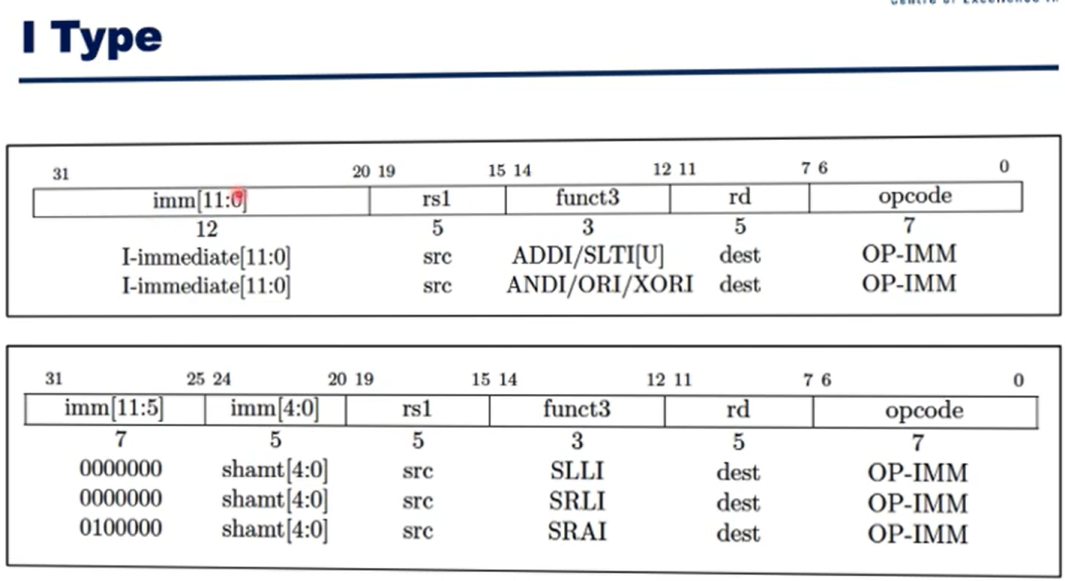 I Type
31 20 19 15 14 12 11 7 6 0
imm[11:0] rs1 funct3 rd opcode
12 5 3 5 7
I-immediate[11:0] src ADDI/SLTI[U] dest OP-IMM
I-immediate[11:0] src ANDI/ORI/XORI dest OP-IMM
31 25 24 20 19 15 14 12 11 7 6 0
imm[11:5] imm[4:0] rs1 funct3 rd opcode
7 5 5 3 5 7
0000000 shamt[4:0] src SLLI dest OP-IMM
0000000 shamt[4:0] src SRLI dest OP-IMM
0100000 shamt[4:0] src SRAI dest OP-IMM